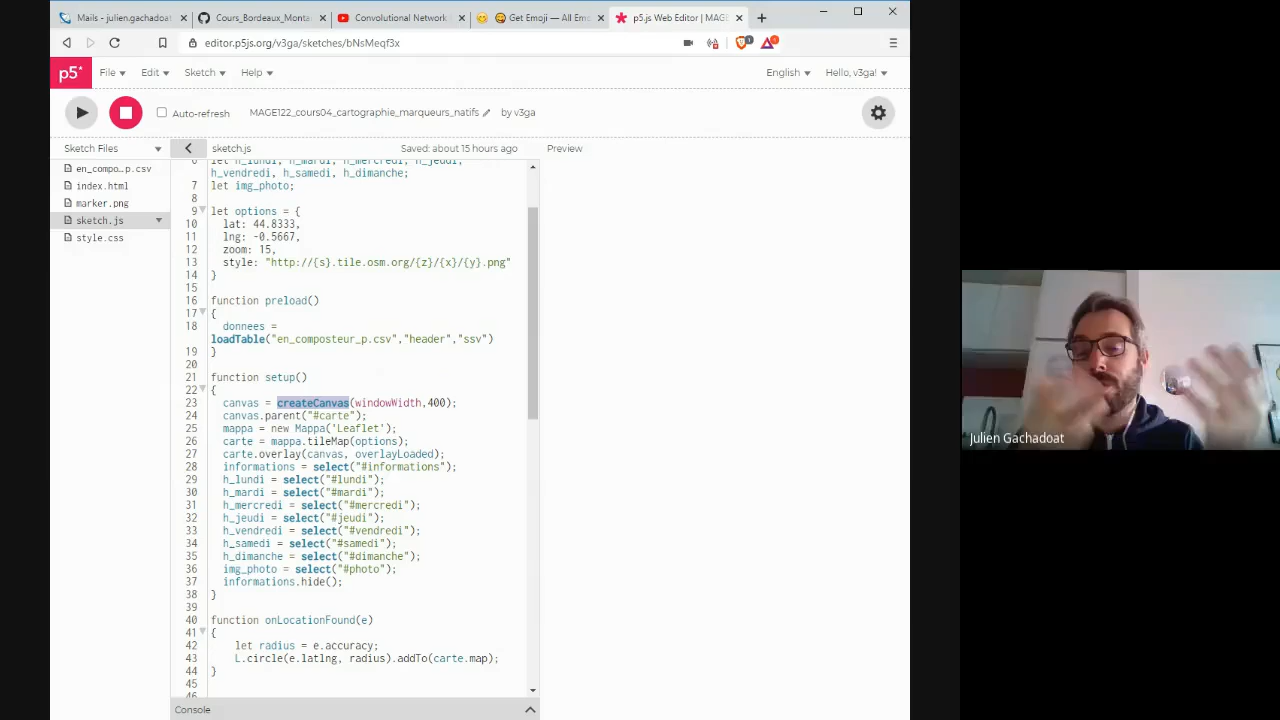 Mails - julien.gachadoat
Cours_Bordeaux_Monta
Convolutional Network
Get Emoji — All Emo
p5.js Web Editor | MAGE
editor.p5js.org/v3ga/sketches/bNsMeqf3x
p5*
File
Edit
Sketch
Help
English
Hello, v3ga!
Auto-refresh
MAGE122_cours04_cartographie_marqueurs_natifs
by v3ga
Sketch Files
sketch.js
Saved: about 15 hours ago
Preview
en_compo…p.csv
index.html
marker.png
sketch.js
style.css
6 let h_lundi, h_mardi, h_mercredi, h_jeudi,
h_vendredi, h_samedi, h_dimanche;
7 let img_photo;
8
9 let options = {
10 lat: 44.8333,
11 lng: -0.5667,
12 zoom: 15,
13 style: "http://{s}.tile.osm.org/{z}/{x}/{y}.png"
14 }
15
16 function preload()
17 {
18 donnees =
loadTable("en_composteur_p.csv","header","ssv")
19 }
20
21 function setup()
22 {
23 canvas = createCanvas(windowWidth,400);
24 canvas.parent("#carte");
25 mappa = new Mappa('Leaflet');
26 carte = mappa.tileMap(options);
27 carte.overlay(canvas, overlayLoaded);
28 informations = select("#informations");
29 h_lundi = select("#lundi");
30 h_mardi = select("#mardi");
31 h_mercredi = select("#mercredi");
32 h_jeudi = select("#jeudi");
33 h_vendredi = select("#vendredi");
34 h_samedi = select("#samedi");
35 h_dimanche = select("#dimanche");
36 img_photo = select("#photo");
37 informations.hide();
38 }
39
40 function onLocationFound(e)
41 {
42 let radius = e.accuracy;
43 L.circle(e.latlng, radius).addTo(carte.map);
44 }
45
46
Console
Julien Gachadoat